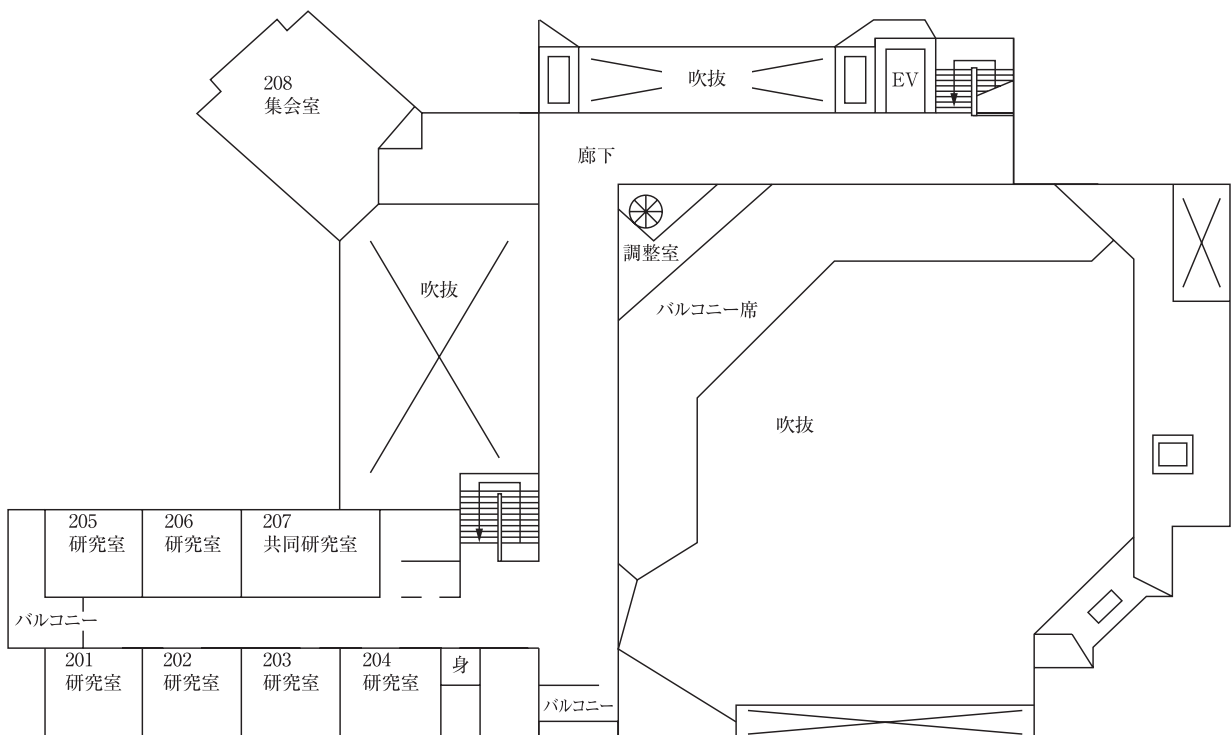 208
集会室
吹抜
EV
廊下
調整室
吹抜
バルコニー席
吹抜
205
研究室
206
研究室
207
共同研究室
バルコニー
201
研究室
202
研究室
203
研究室
204
研究室
身
バルコニー